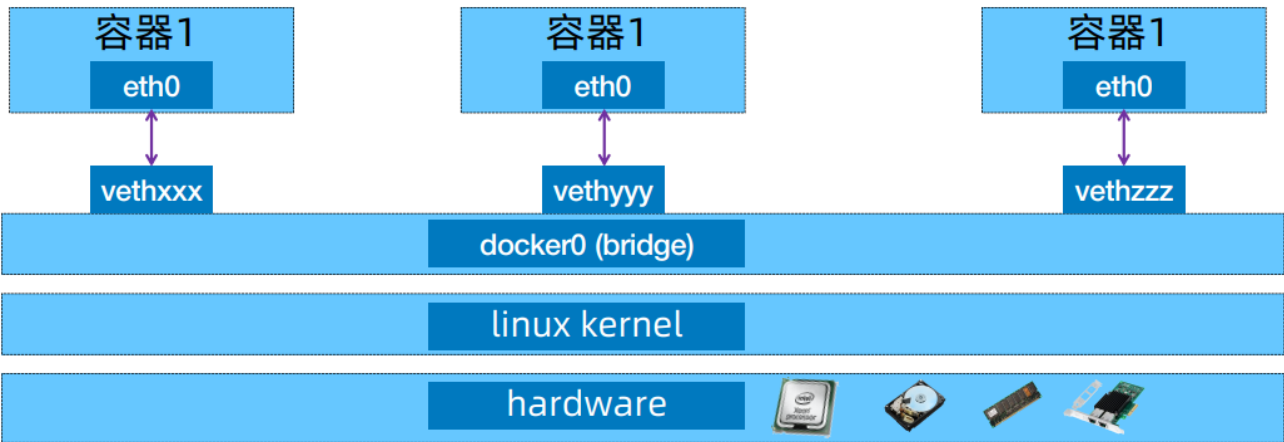 容器1
容器1
容器1
eth0
eth0
eth0
vethxxx
vethyyy
vethzzz
docker0 (bridge)
linux kernel
hardware